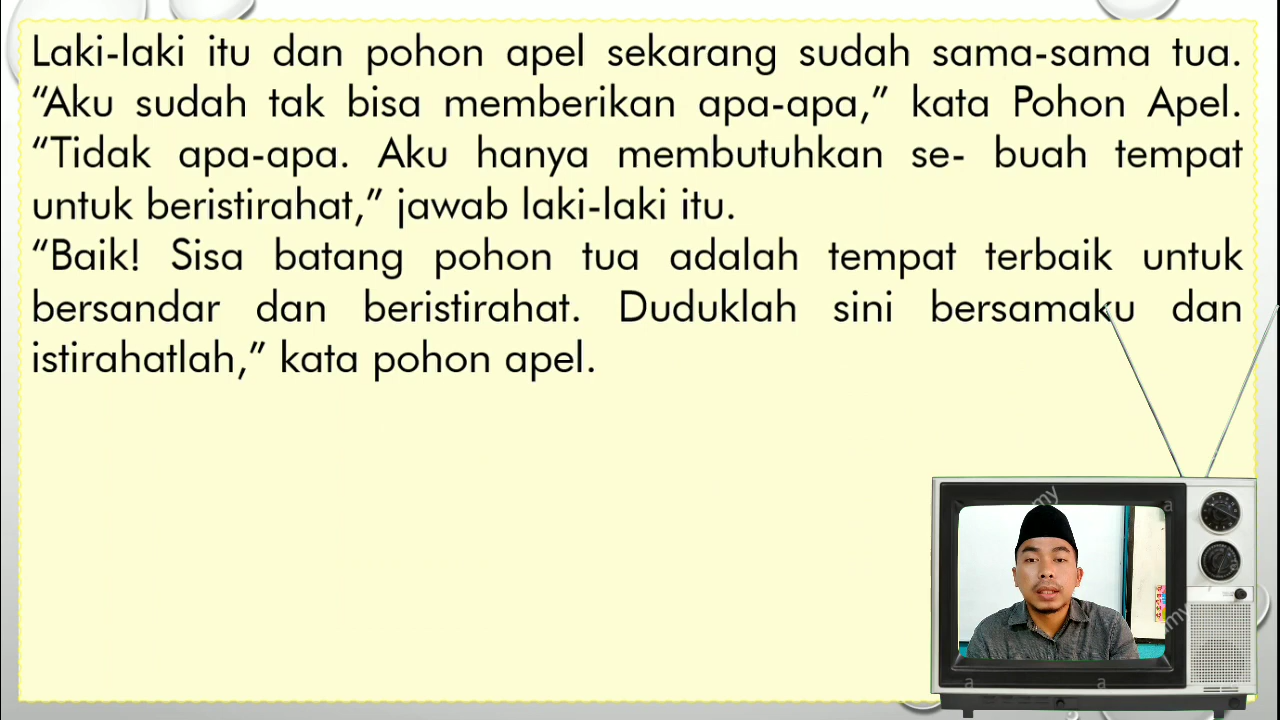 Laki-laki itu dan pohon apel sekarang sudah sama-sama tua.
“Aku sudah tak bisa memberikan apa-apa,” kata Pohon Apel.
“Tidak apa-apa. Aku hanya membutuhkan se- buah tempat
untuk beristirahat,” jawab laki-laki itu.
“Baik! Sisa batang pohon tua adalah tempat terbaik untuk
bersandar dan beristirahat. Duduklah sini bersamaku dan
istirahatlah,” kata pohon apel.